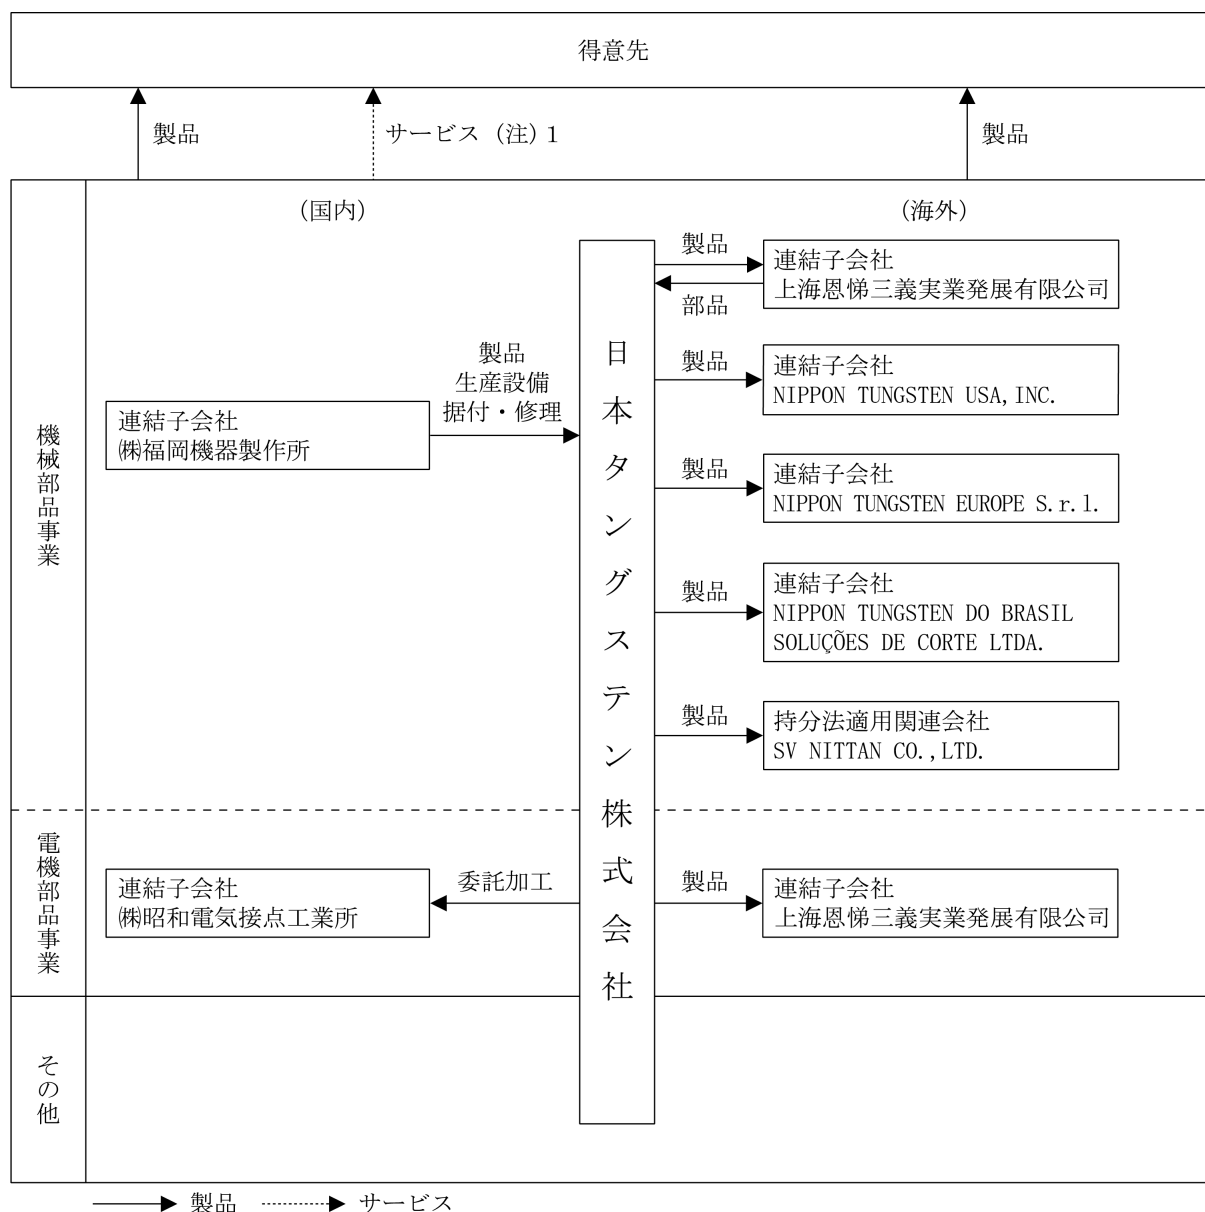 得意先
製品
サービス (注) 1
製品
(国内)
(海外)
機械部品事業
連結子会社
㈱福岡機器製作所
製品
生産設備
据付・修理
日本タングステン株式会社
製品
部品
連結子会社
上海恩悌三義実業発展有限公司
製品
連結子会社
NIPPON TUNGSTEN USA,INC.
製品
連結子会社
NIPPON TUNGSTEN EUROPE S.r.l.
製品
連結子会社
NIPPON TUNGSTEN DO BRASIL
SOLUÇÕES DE CORTE LTDA.
製品
持分法適用関連会社
SV NITTAN CO.,LTD.
電機部品事業
連結子会社
㈱昭和電気接点工業所
委託加工
製品
連結子会社
上海恩悌三義実業発展有限公司
その他
製品
サービス